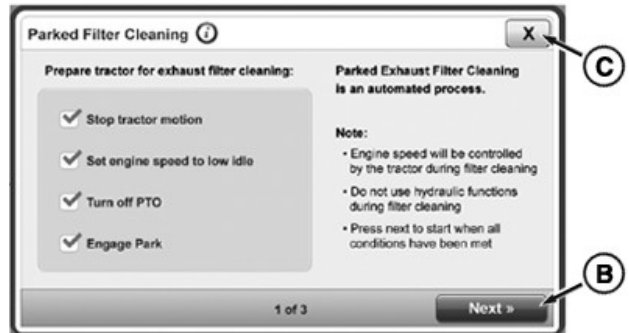 Parked Filter Cleaning i
X
Prepare tractor for exhaust filter cleaning:
Stop tractor motion
Set engine speed to low idle
Turn off PTO
Engage Park
Parked Exhaust Filter Cleaning
is an automated process.
Note:
• Engine speed will be controlled
by the tractor during filter cleaning
• Do not use hydraulic functions
during filter cleaning
• Press next to start when all
conditions have been met
1 of 3
Next »
C
B